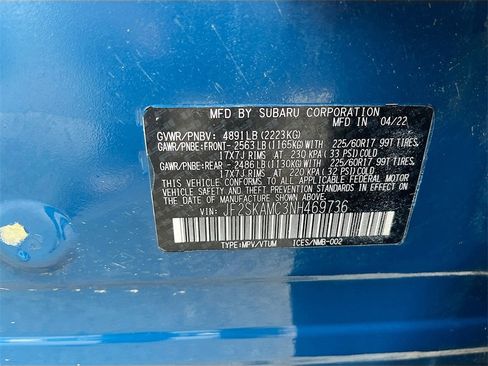 MFD BY SUBARU CORPORATION
MFD IN 04/22
GVWR/PNBV: 4891LB(2223KG)
GAWR/PNBE:FRONT-2563LB(1165KG)WITH 225/60R17 99T TIRES
17X7J RIMS AT 230 KPA (33 PSI)COLD
GAWR/PNBE:REAR -2486LB(1130KG)WITH 225/60R17 99T TIRES
17X7J RIMS AT 220 KPA(32 PSI)COLD
THIS VEHICLE CONFORMS TO ALL APPLICABLE FEDERAL MOTOR VEHICLE
SAFETY AND THEFT PREVENTION STANDARDS IN EFFECT ON
THE DATE OF MANUFACTURE SHOWN ABOVE.
VIN: JF2SKAMC3NH469736
TYPE:MPV/VTUM ICES/NMB-002